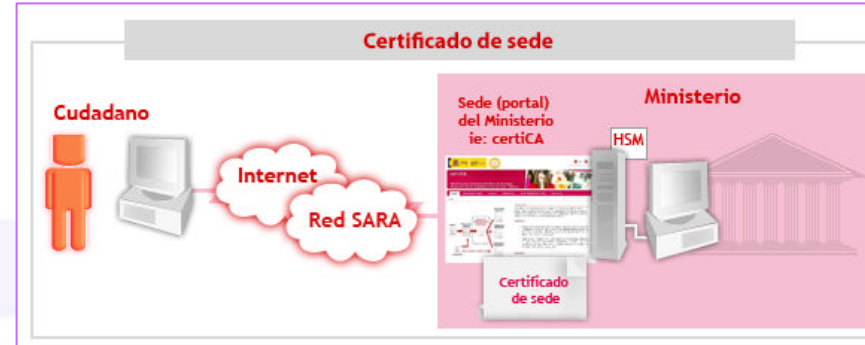 Certificado de sede
Cudadano
Internet
Red SARA
Sede (portal)
del Ministerio
ie: certiCA
Ministerio
HSM
Certificado
de sede